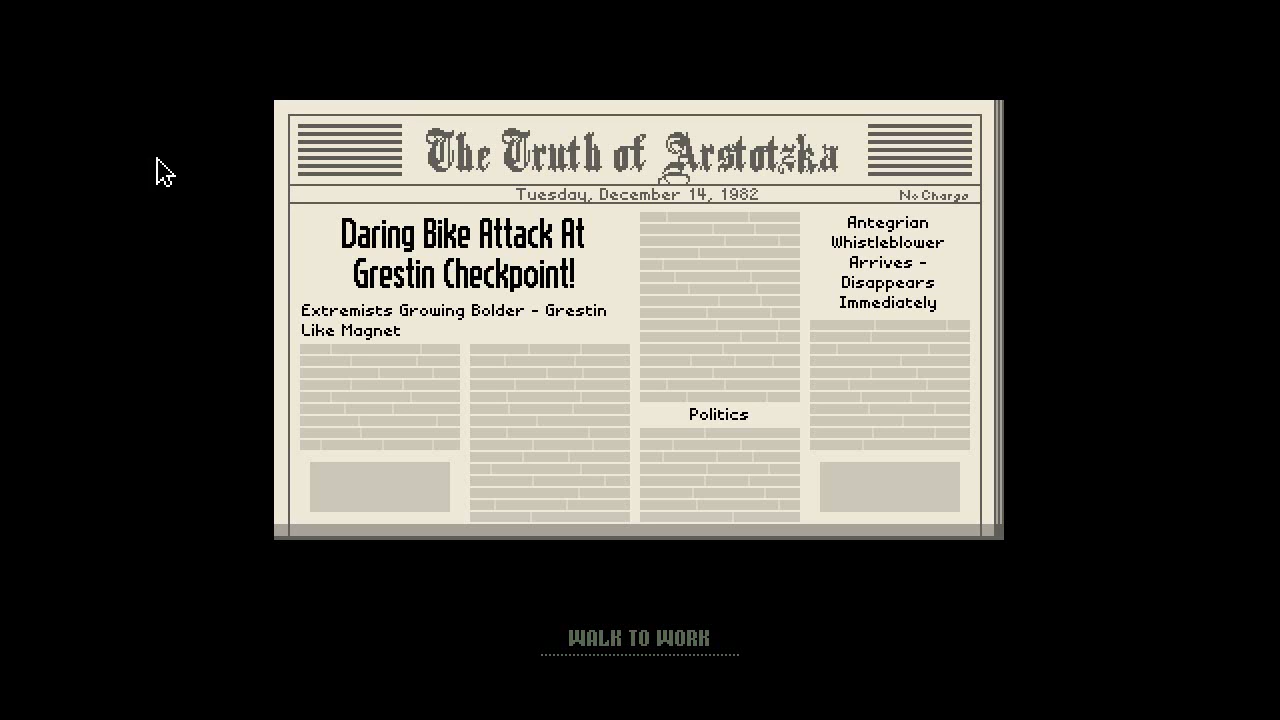 The Truth of Arstotzka
Tuesday, December 14, 1982
No Charge
Daring Bike Attack At
Grestin Checkpoint!
Extremists Growing Bolder - Grestin
Like Magnet
Politics
Antegrian
Whistleblower
Arrives -
Disappears
Immediately
WALK TO WORK